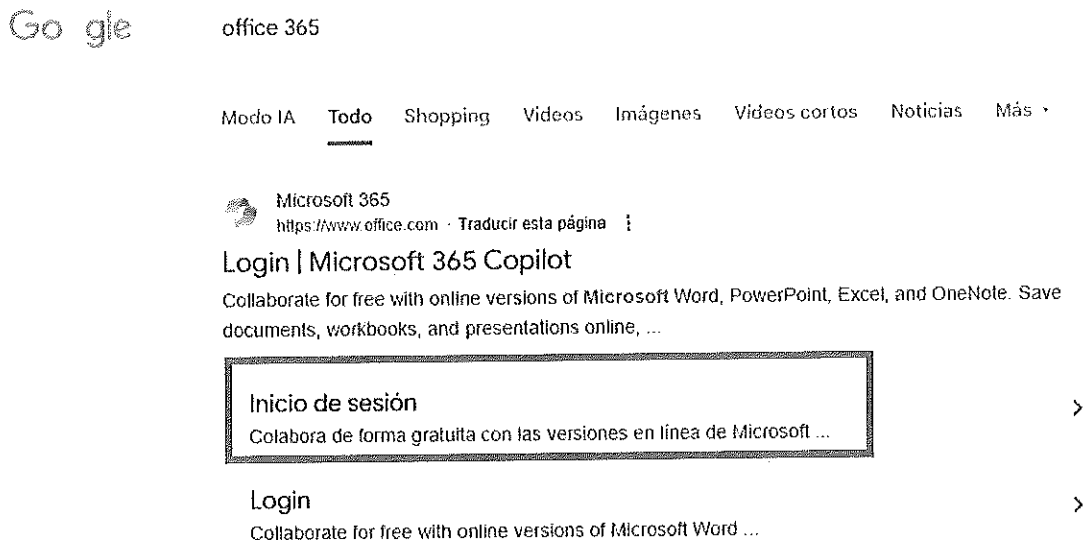 Go gle
office 365
Modo IA Todo Shopping Videos Imágenes Videos cortos Noticias Más
Microsoft 365
https://www.office.com · Traducir esta página
Login | Microsoft 365 Copilot
Collaborate for free with online versions of Microsoft Word, PowerPoint, Excel, and OneNote. Save
documents, workbooks, and presentations online, ...
Inicio de sesión
Colabora de forma gratuita con las versiones en línea de Microsoft ...
Login
Collaborate for free with online versions of Microsoft Word ...